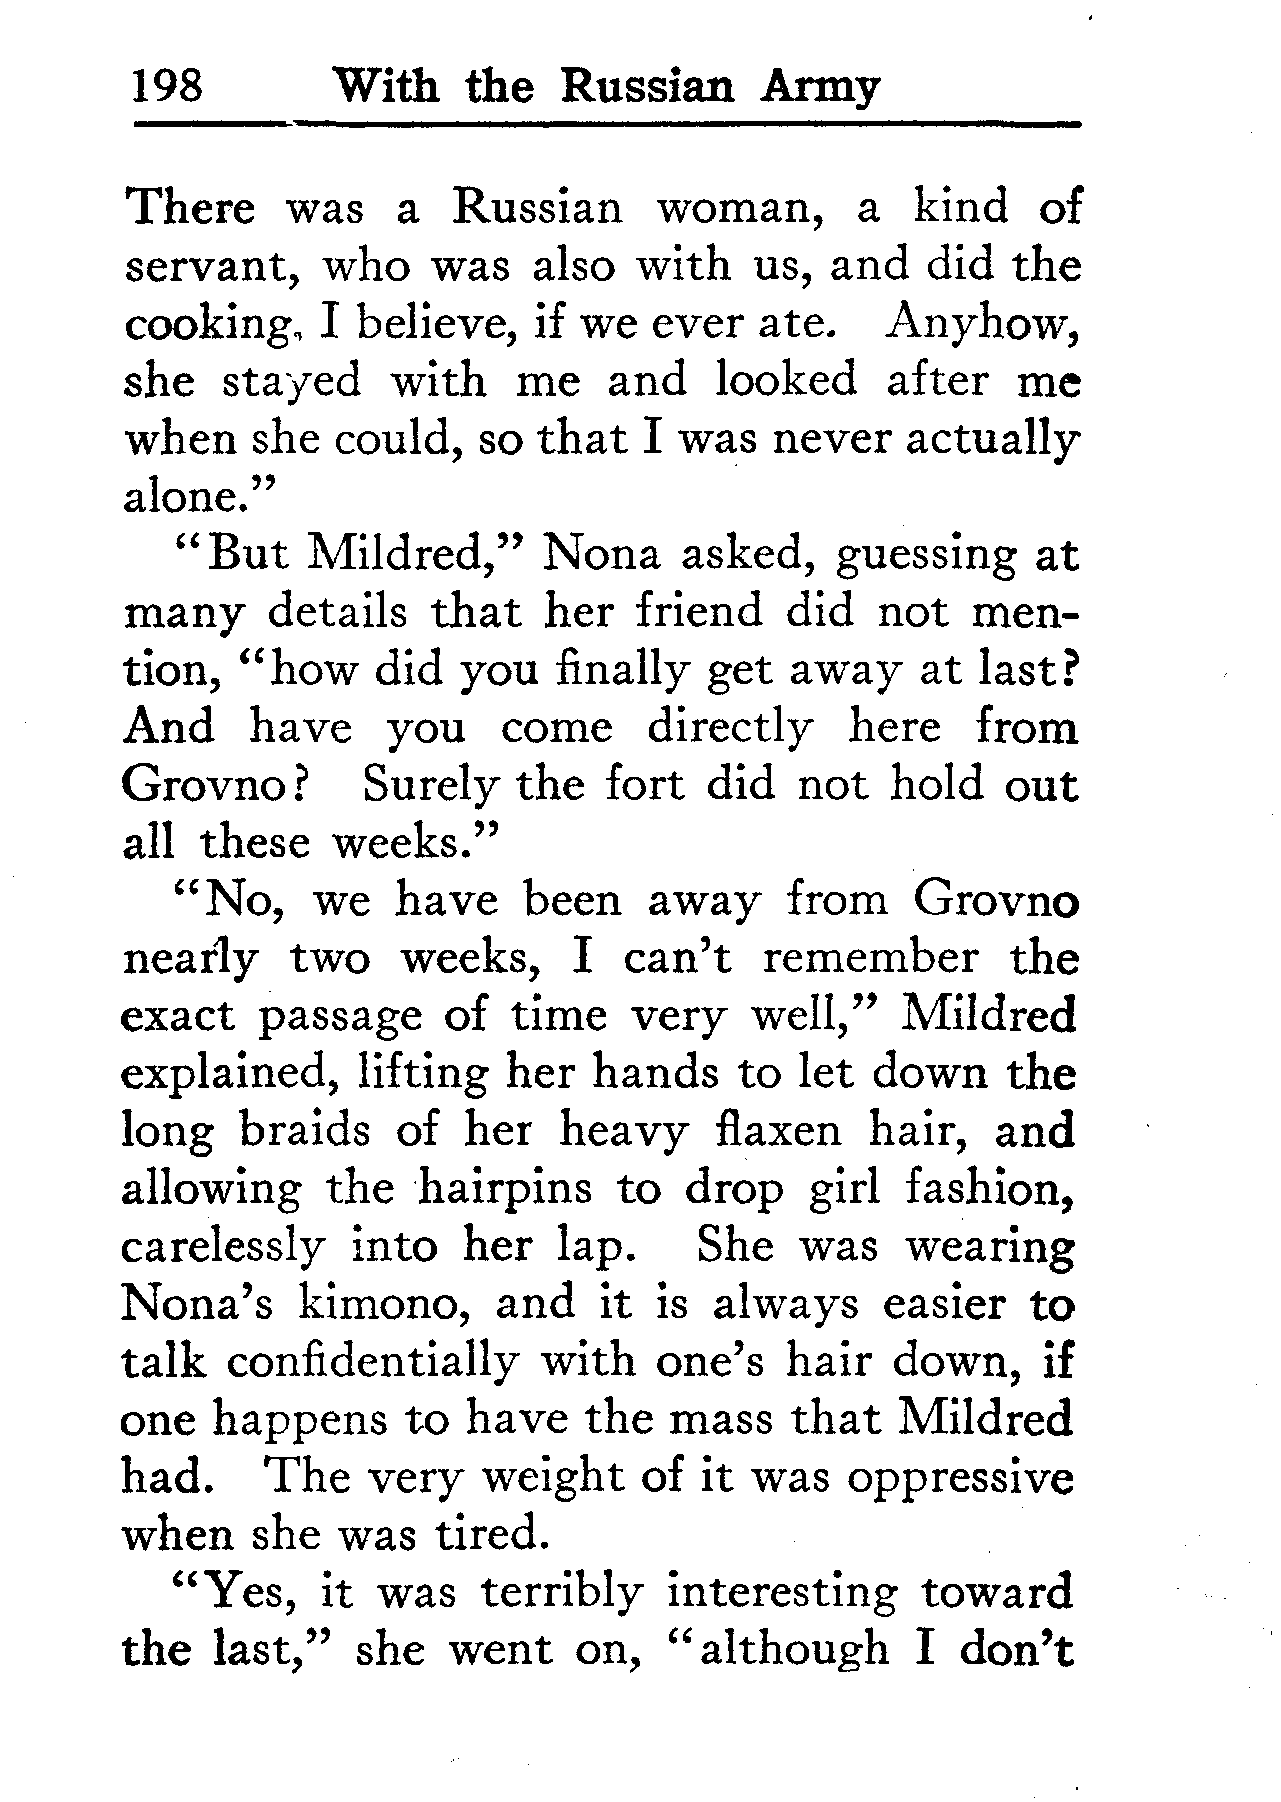 198 With the Russian Army
There was a Russian woman, a kind of
servant, who was also with us, and did the
cooking, I believe, if we ever ate. Anyhow,
she stayed with me and looked after me
when she could, so that I was never actually
alone.”
“But Mildred,” Nona asked, guessing at
many details that her friend did not men-
tion, “how did you finally get away at last?
And have you come directly here from
Grovno? Surely the fort did not hold out
all these weeks.”
“No, we have been away from Grovno
nearly two weeks, I can’t remember the
exact passage of time very well,” Mildred
explained, lifting her hands to let down the
long braids of her heavy flaxen hair, and
allowing the hairpins to drop girl fashion,
carelessly into her lap. She was wearing
Nona’s kimono, and it is always easier to
talk confidentially with one’s hair down, if
one happens to have the mass that Mildred
had. The very weight of it was oppressive
when she was tired.
“Yes, it was terribly interesting toward
the last,” she went on, “although I don’t